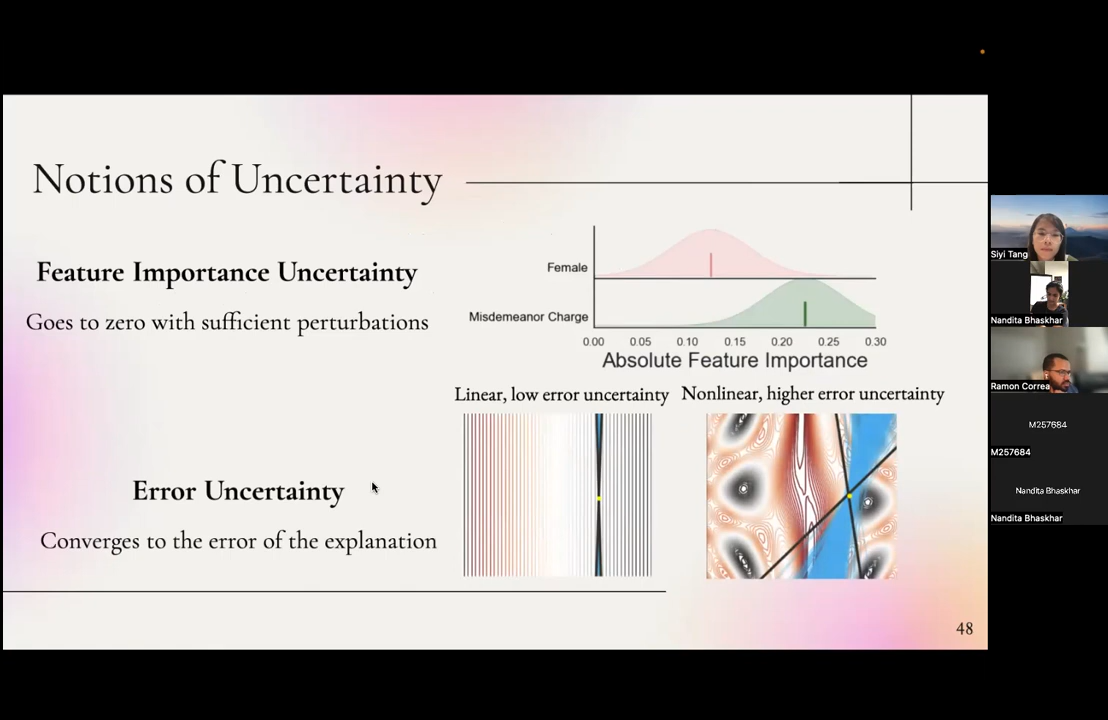 Notions of Uncertainty
Feature Importance Uncertainty
Goes to zero with sufficient perturbations
Female
Misdemeanor Charge
0.00 0.05 0.10 0.15 0.20 0.25 0.30
Absolute Feature Importance
Linear, low error uncertainty
Nonlinear, higher error uncertainty
Error Uncertainty
Converges to the error of the explanation
48
Siyi Tang
Nandita Bhaskhar
Ramon Correa
M257684
M257684
Nandita Bhaskhar
Nandita Bhaskhar